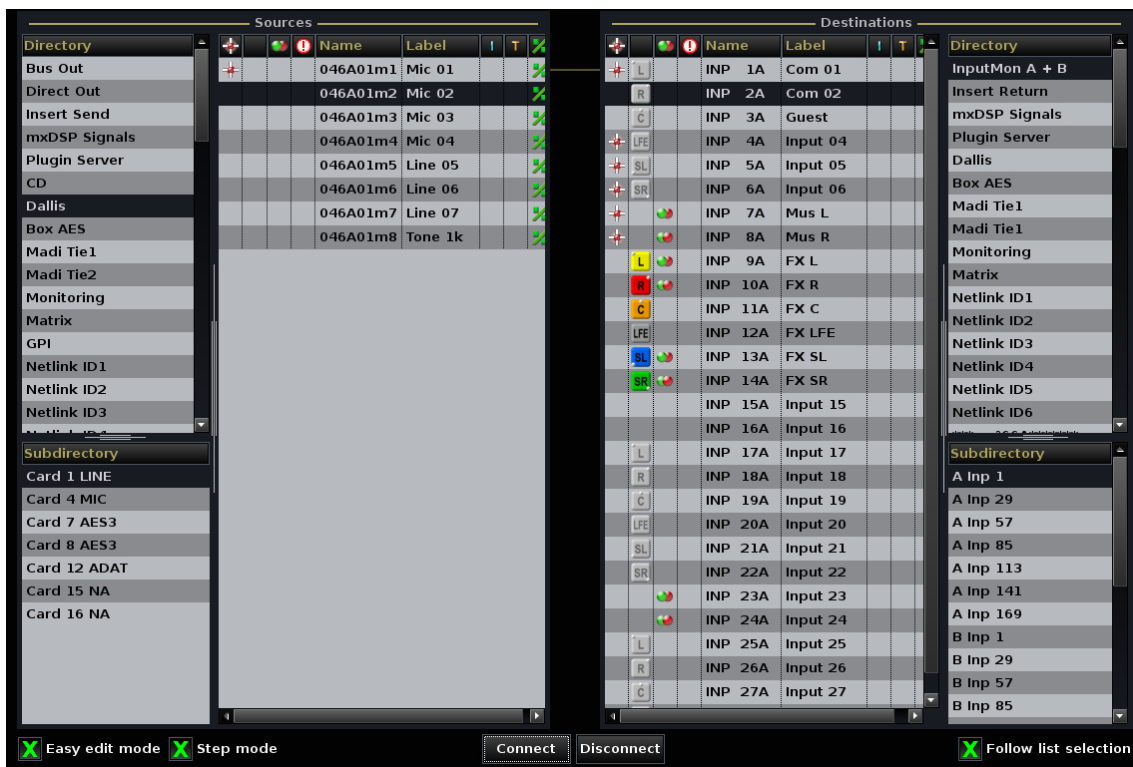 Sources
Destinations
Directory
Bus Out
Direct Out
Insert Send
mxDSP Signals
Plugin Server
CD
Dallis
Box AES
Madi Tie1
Madi Tie2
Monitoring
Matrix
GPI
Netlink ID1
Netlink ID2
Netlink ID3
Subdirectory
Card 1 LINE
Card 4 MIC
Card 7 AES3
Card 8 AES3
Card 12 ADAT
Card 15 NA
Card 16 NA
Name Label I T
046A01m1 Mic 01
046A01m2 Mic 02
046A01m3 Mic 03
046A01m4 Mic 04
046A01m5 Line 05
046A01m6 Line 06
046A01m7 Line 07
046A01m8 Tone 1k
Name Label I T
L INP 1A Com 01
R INP 2A Com 02
C INP 3A Guest
LFE INP 4A Input 04
SL INP 5A Input 05
SR INP 6A Input 06
INP 7A Mus L
INP 8A Mus R
L INP 9A FX L
R INP 10A FX R
C INP 11A FX C
LFE INP 12A FX LFE
SL INP 13A FX SL
SR INP 14A FX SR
INP 15A Input 15
INP 16A Input 16
L INP 17A Input 17
R INP 18A Input 18
C INP 19A Input 19
LFE INP 20A Input 20
SL INP 21A Input 21
SR INP 22A Input 22
INP 23A Input 23
INP 24A Input 24
L INP 25A Input 25
R INP 26A Input 26
C INP 27A Input 27
Directory
InputMon A + B
Insert Return
mxDSP Signals
Plugin Server
Dallis
Box AES
Madi Tie1
Madi Tie1
Monitoring
Matrix
Netlink ID1
Netlink ID2
Netlink ID3
Netlink ID4
Netlink ID5
Netlink ID6
Subdirectory
A Inp 1
A Inp 29
A Inp 57
A Inp 85
A Inp 113
A Inp 141
A Inp 169
B Inp 1
B Inp 29
B Inp 57
B Inp 85
X Easy edit mode X Step mode Connect Disconnect X Follow list selection